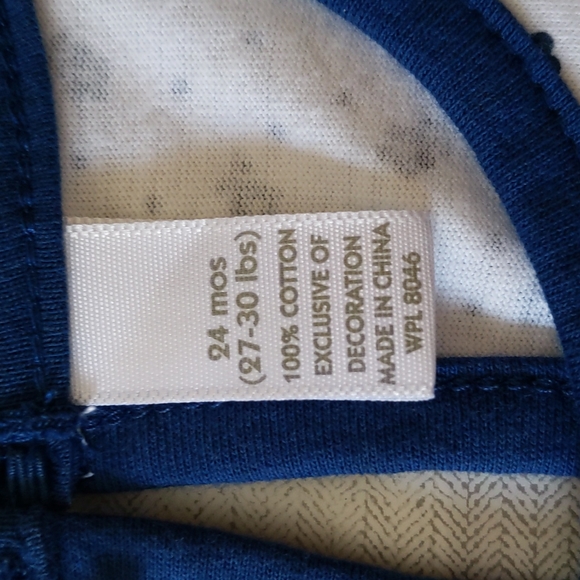 24 mos
(27-30 lbs)
100% COTTON
EXCLUSIVE OF
DECORATION
MADE IN CHINA
WPL 8046